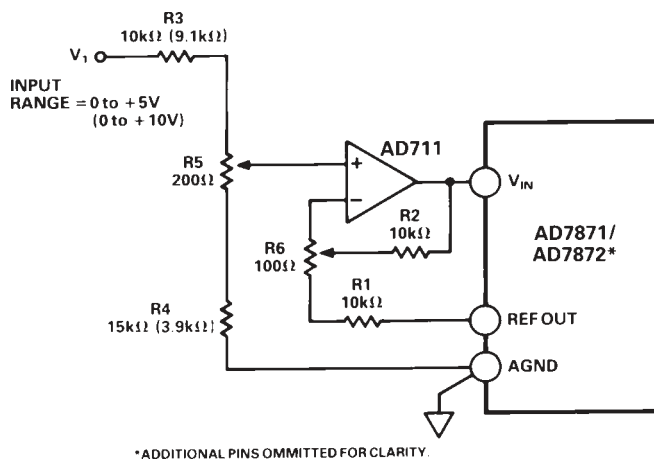 R3
10kΩ (9.1kΩ)
V1
INPUT
RANGE = 0 to +5V
(0 to +10V)
R5
200Ω
AD711
+
−
VIN
R2
10kΩ
R6
100Ω
AD7871/
AD7872*
R1
10kΩ
REF OUT
R4
15kΩ (3.9kΩ)
AGND
*ADDITIONAL PINS OMMITTED FOR CLARITY.